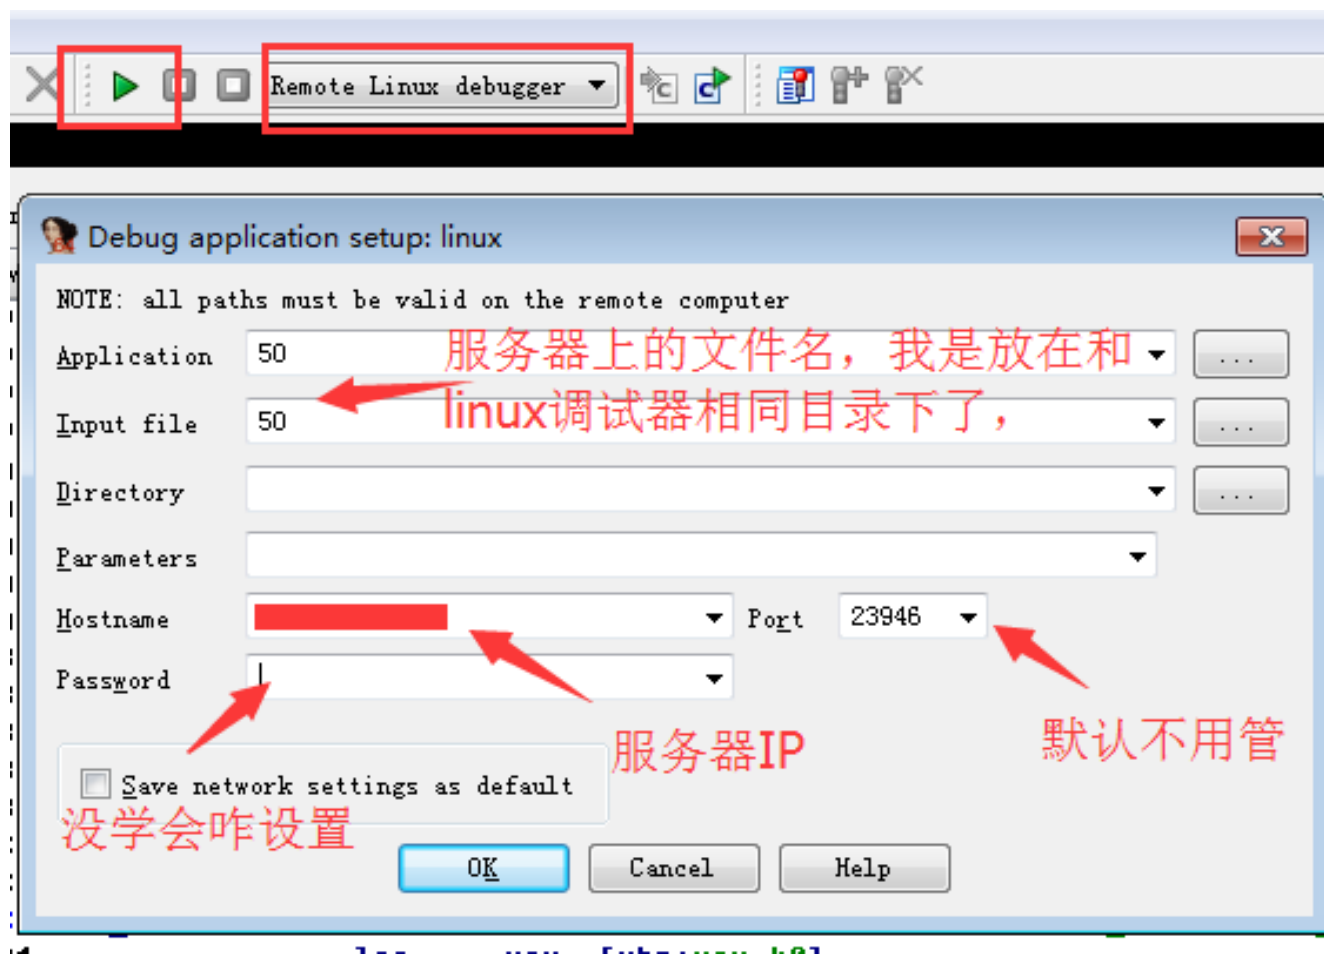 Remote Linux debugger
Debug application setup: linux
NOTE: all paths must be valid on the remote computer
Application 50
服务器上的文件名，我是放在和
Input file 50
linux调试器相同目录下了，
Directory
Parameters
Hostname
Port 23946
Password
服务器IP
默认不用管
Save network settings as default
没学会咋设置
OK
Cancel
Help